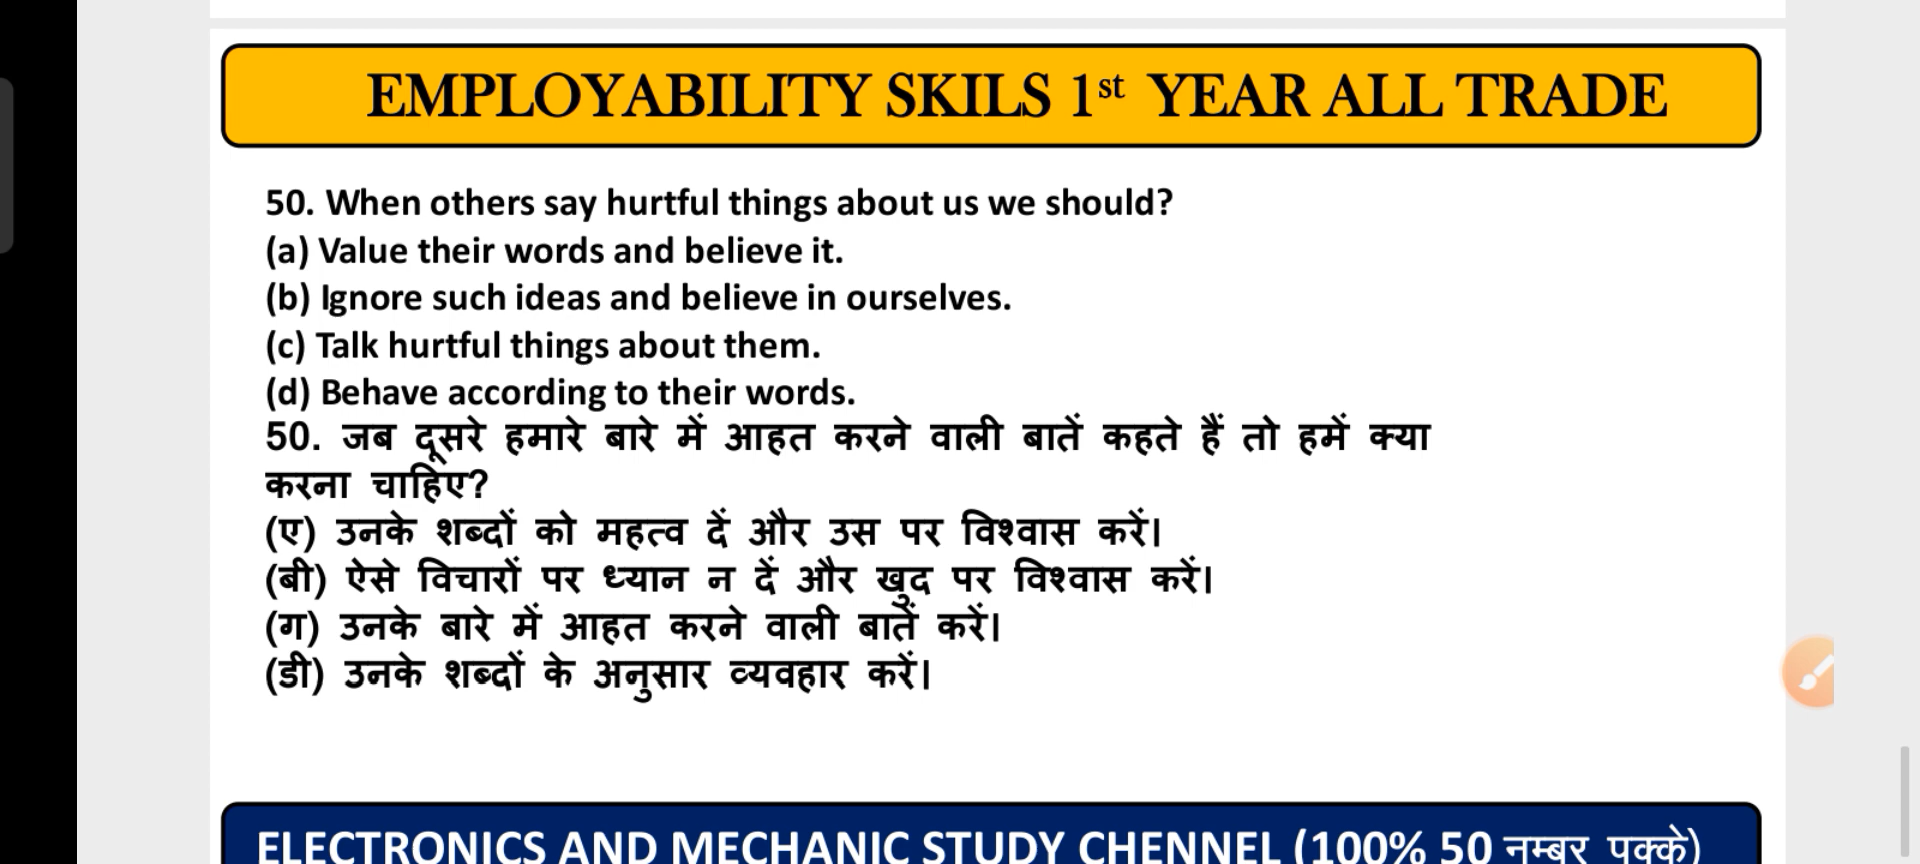 EMPLOYABILITY SKILS 1st YEAR ALL TRADE
50. When others say hurtful things about us we should?
(a) Value their words and believe it.
(b) Ignore such ideas and believe in ourselves.
(c) Talk hurtful things about them.
(d) Behave according to their words.
50. जब दूसरे हमारे बारे में आहत करने वाली बातें कहते हैं तो हमें क्या
करना चाहिए?
(ए) उनके शब्दों को महत्व दें और उस पर विश्वास करें।
(बी) ऐसे विचारों पर ध्यान न दें और खुद पर विश्वास करें।
(ग) उनके बारे में आहत करने वाली बातें करें।
(डी) उनके शब्दों के अनुसार व्यवहार करें।
ELECTRONICS AND MECHANIC STUDY CHENNEL (100% 50 नम्बर पक्के)